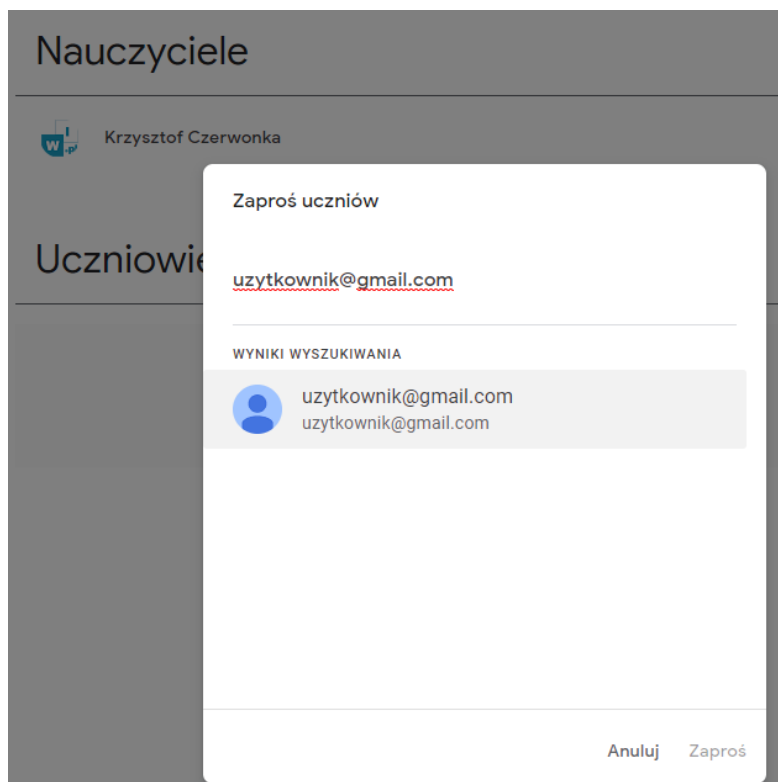 Nauczyciele
W I .pl
Krzysztof Czerwonka
Zaproś uczniów
Uczniowie
uzytkownik@gmail.com
WYNIKI WYSZUKIWANIA
uzytkownik@gmail.com
uzytkownik@gmail.com
Anuluj Zaproś